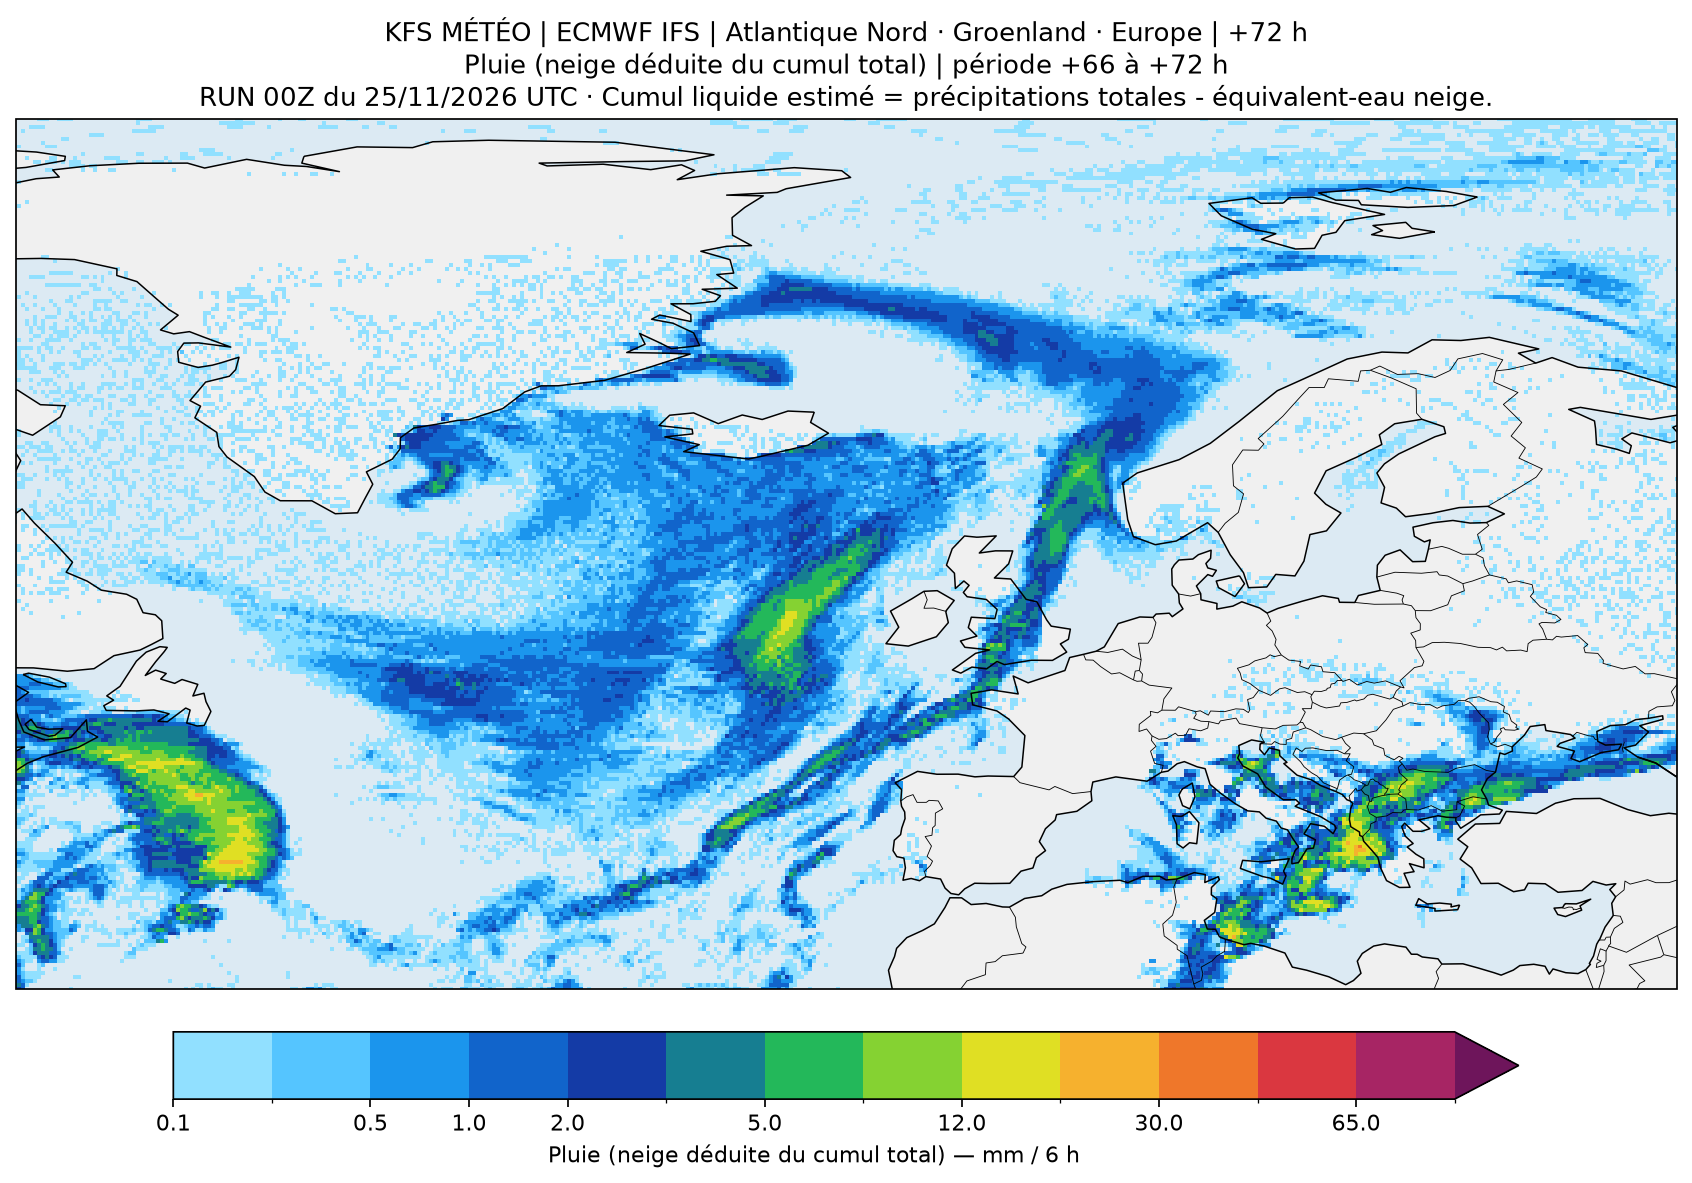 KFS MÉTÉO | ECMWF IFS | Atlantique Nord · Groenland · Europe | +72 h
Pluie (neige déduite du cumul total) | période +66 à +72 h
RUN 00Z du 25/11/2026 UTC · Cumul liquide estimé = précipitations totales - équivalent-eau neige.
0.1 0.5 1.0 2.0 5.0 12.0 30.0 65.0
Pluie (neige déduite du cumul total) — mm / 6 h